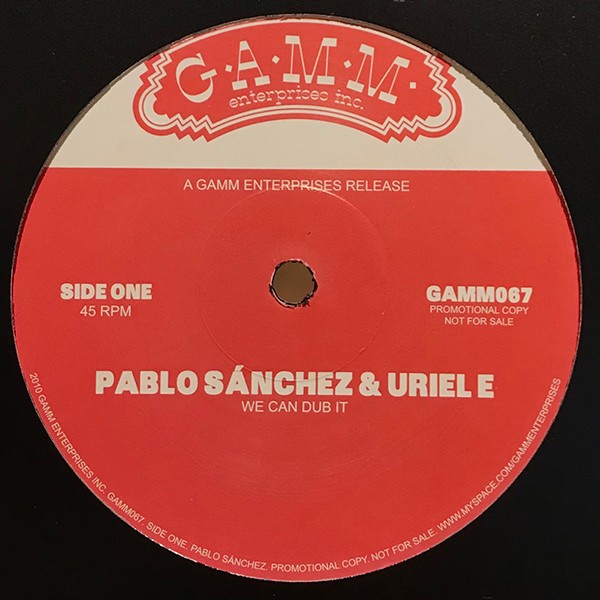 G·A·M·M·
enterprises inc.
A GAMM ENTERPRISES RELEASE
SIDE ONE
45 RPM
GAMM067
PROMOTIONAL COPY
NOT FOR SALE
PABLO SÁNCHEZ & URIEL E
WE CAN DUB IT
2010 GAMM ENTERPRISES INC. GAMM067. SIDE ONE. PABLO SÁNCHEZ. PROMOTIONAL COPY. NOT FOR SALE. WWW.MYSPACE.COM/GAMMENTERPRISES